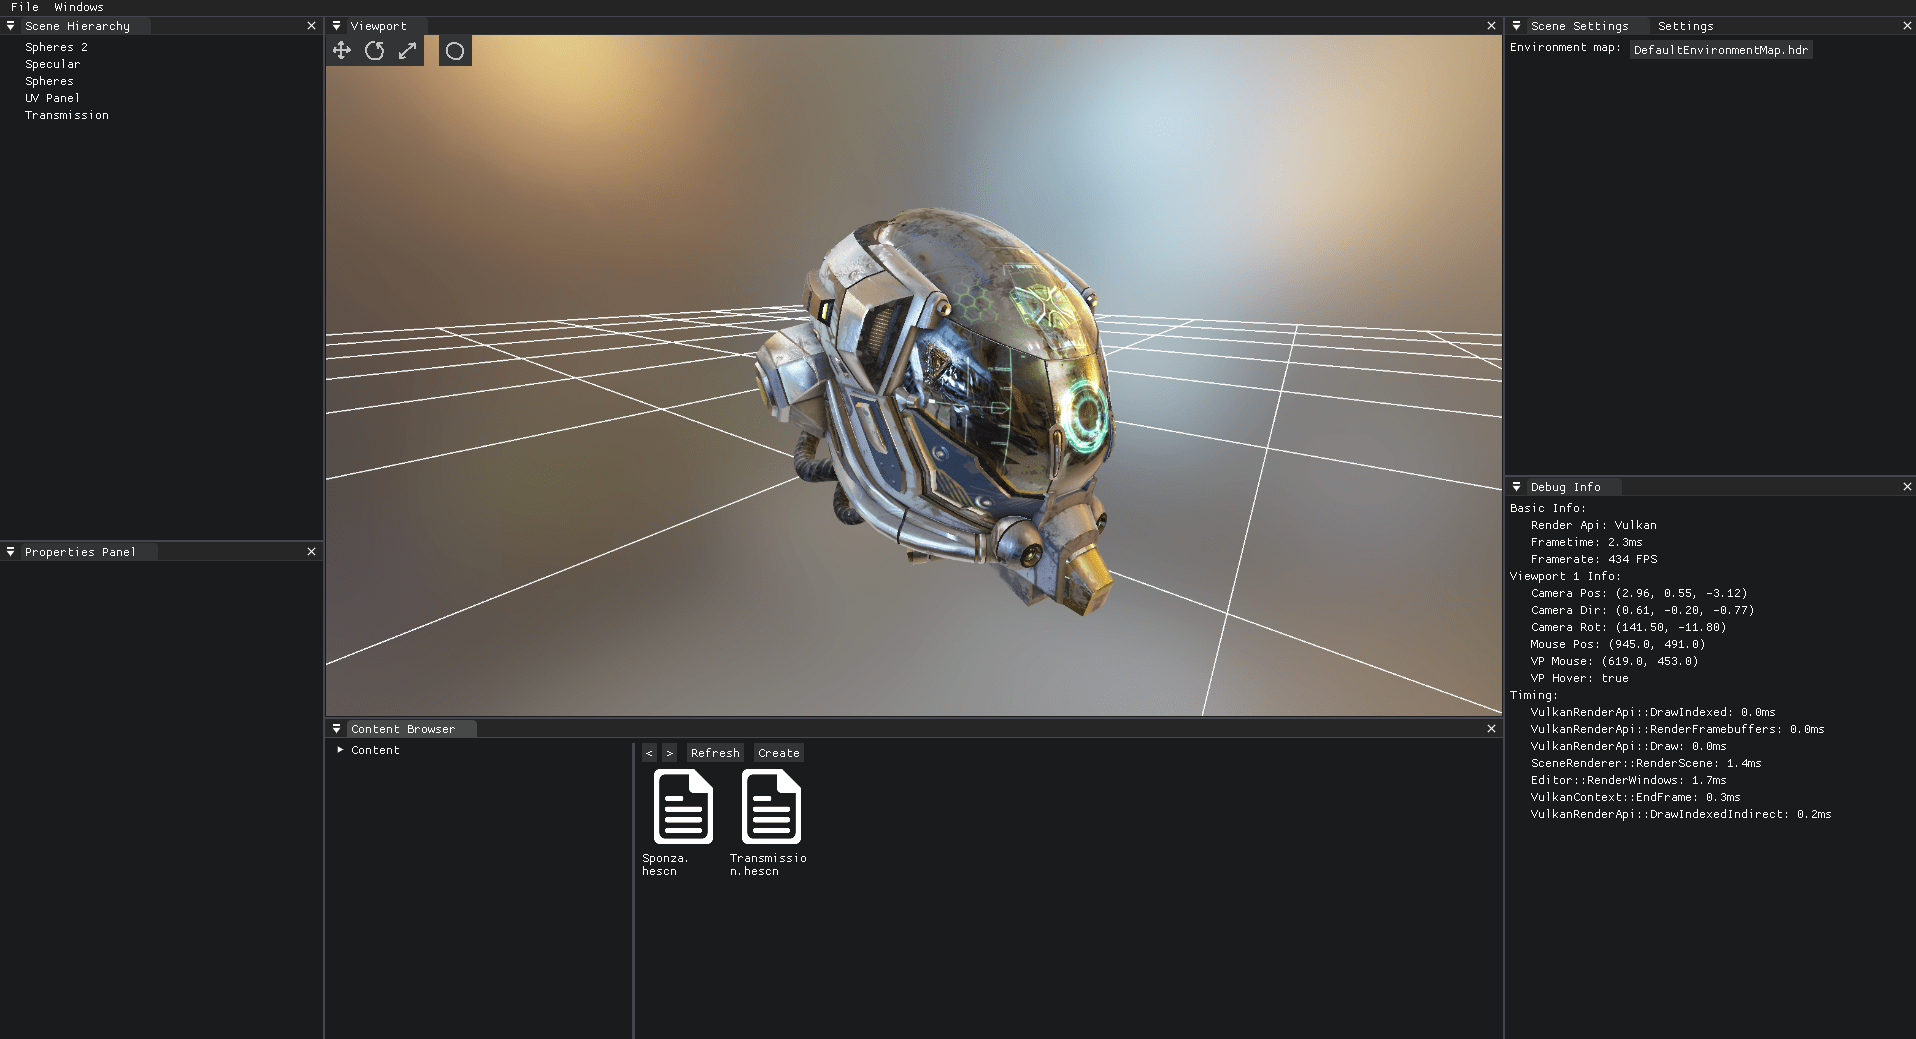 File Windows
Scene Hierarchy
Spheres 2
Specular
Spheres
UV Panel
Transmission
Properties Panel
Viewport
Content Browser
Content
< > Refresh Create
Sponza.
hescn
Transmissio
n.hescn
Scene Settings Settings
Environment map: DefaultEnvironmentMap.hdr
Debug Info
Basic Info:
Render Api: Vulkan
Frametime: 2.3ms
Framerate: 434 FPS
Viewport 1 Info:
Camera Pos: (2.96, 0.55, -3.12)
Camera Dir: (0.61, -0.20, -0.77)
Camera Rot: (141.50, -11.80)
Mouse Pos: (945.0, 491.0)
VP Mouse: (619.0, 453.0)
VP Hover: true
Timing:
VulkanRenderApi::DrawIndexed: 0.0ms
VulkanRenderApi::RenderFramebuffers: 0.0ms
VulkanRenderApi::Draw: 0.0ms
SceneRenderer::RenderScene: 1.4ms
Editor::RenderWindows: 1.7ms
VulkanContext::EndFrame: 0.3ms
VulkanRenderApi::DrawIndexedIndirect: 0.2ms